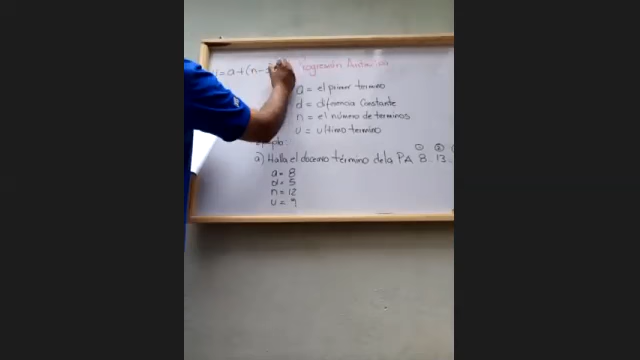 Progresión Aritmética
= a + (n -
a = el primer termino
d = diferencia constante
n = el número de terminos
u = ultimo termino
a) Halla el doceavo término de la PA 8 . 13 .
a = 8
d = 5
n = 12
u = ?